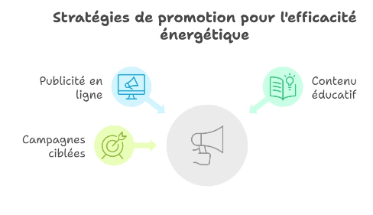 Stratégies de promotion pour l'efficacité
énergétique
Publicité en
ligne
Contenu
éducatif
Campagnes
ciblées